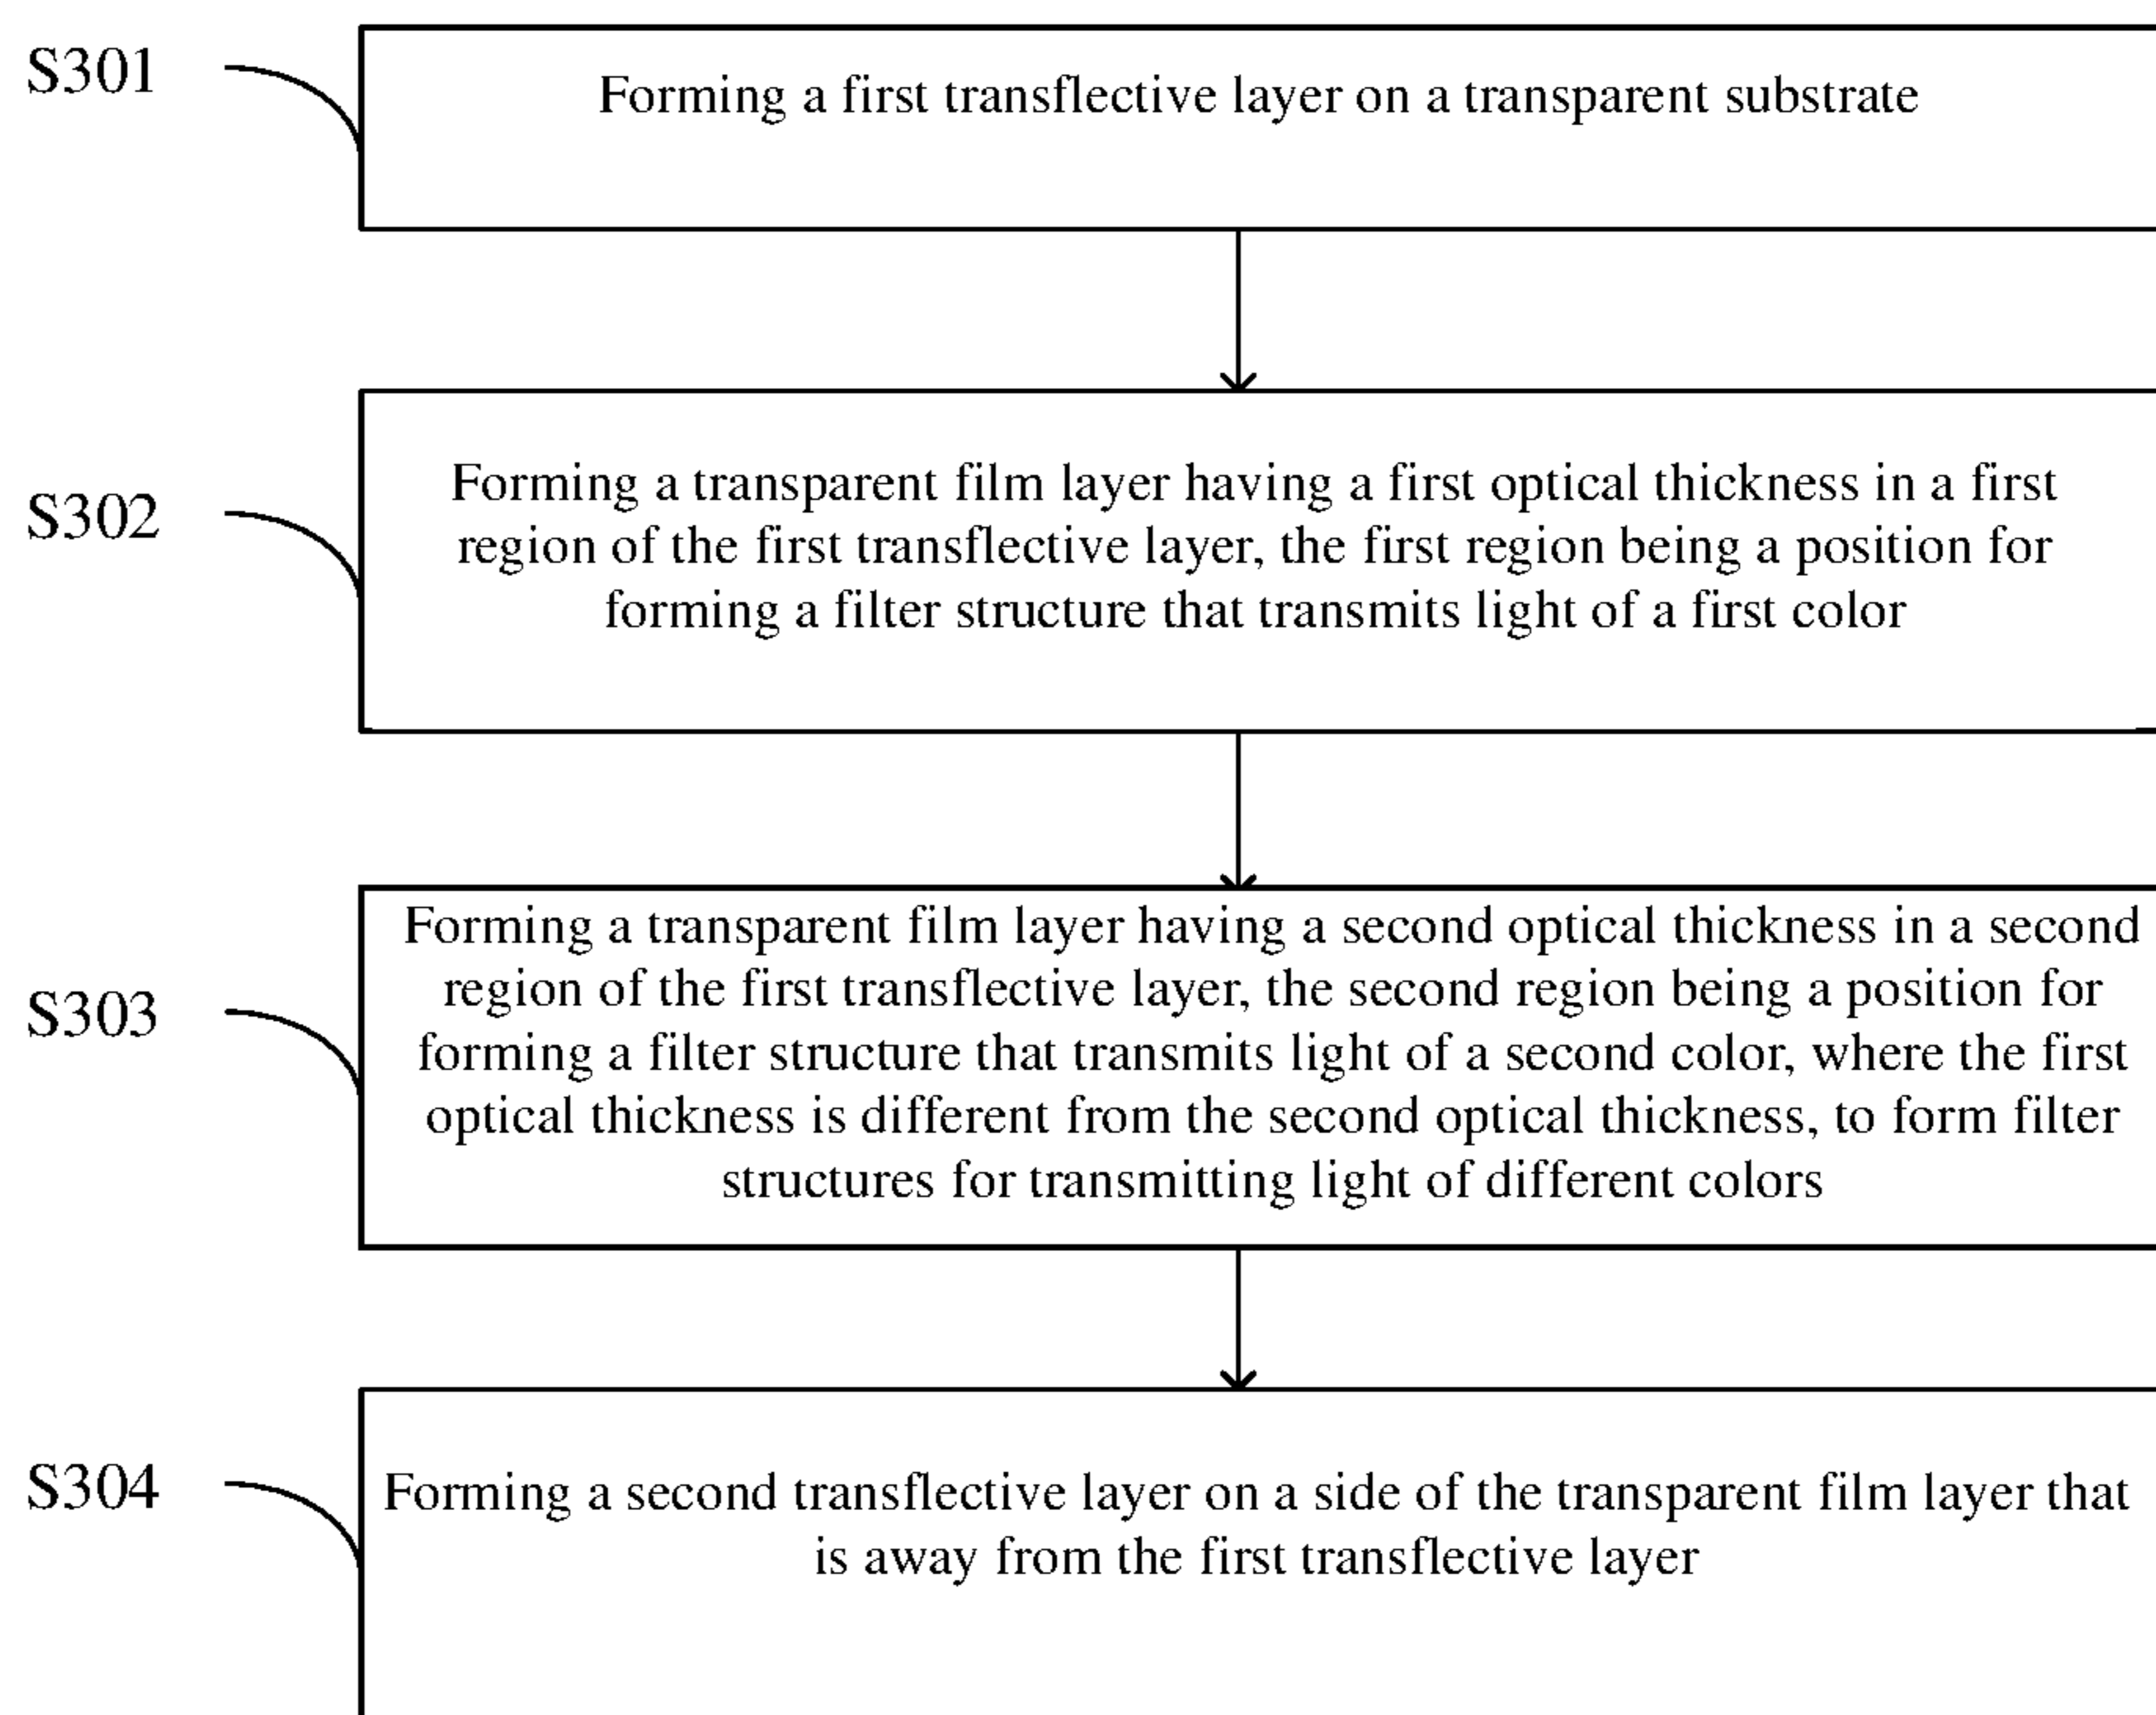 S301
Forming a first transflective layer on a transparent substrate
S302
Forming a transparent film layer having a first optical thickness in a first
region of the first transflective layer, the first region being a position for
forming a filter structure that transmits light of a first color
S303
Forming a transparent film layer having a second optical thickness in a second
region of the first transflective layer, the second region being a position for
forming a filter structure that transmits light of a second color, where the first
optical thickness is different from the second optical thickness, to form filter
structures for transmitting light of different colors
S304
Forming a second transflective layer on a side of the transparent film layer that
is away from the first transflective layer